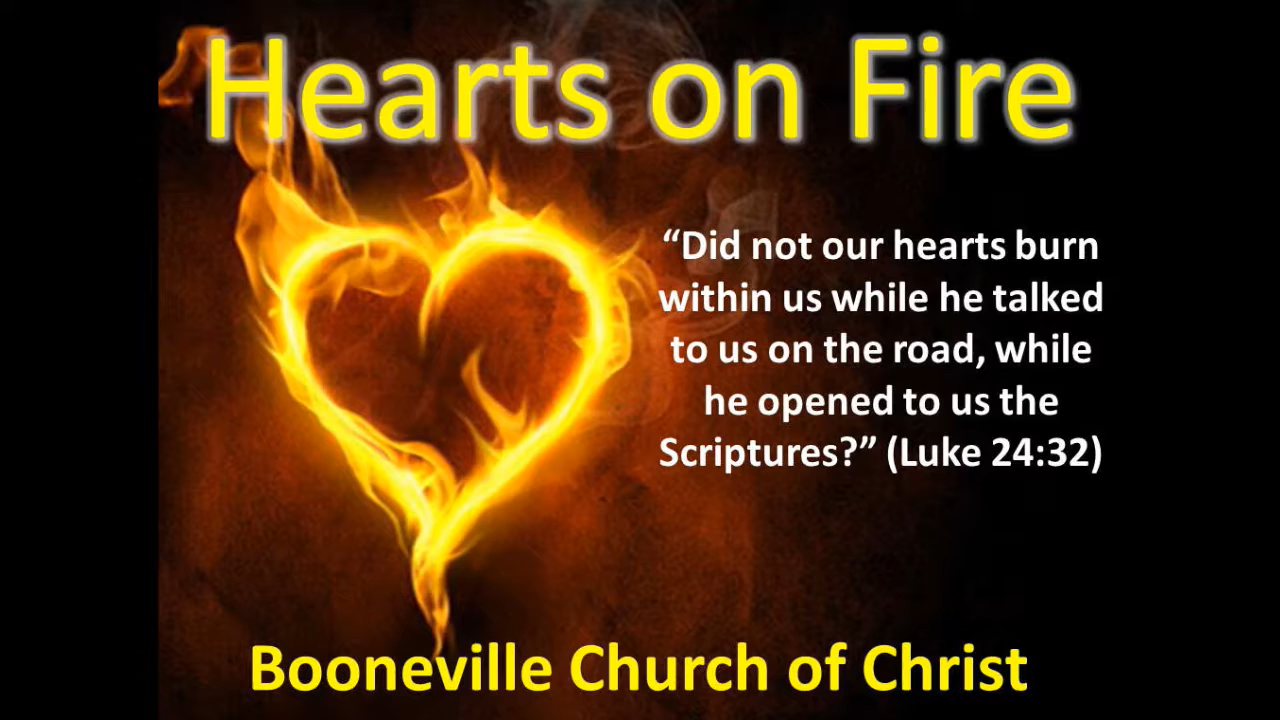 Hearts on Fire
“Did not our hearts burn
within us while he talked
to us on the road, while
he opened to us the
Scriptures?” (Luke 24:32)
Booneville Church of Christ